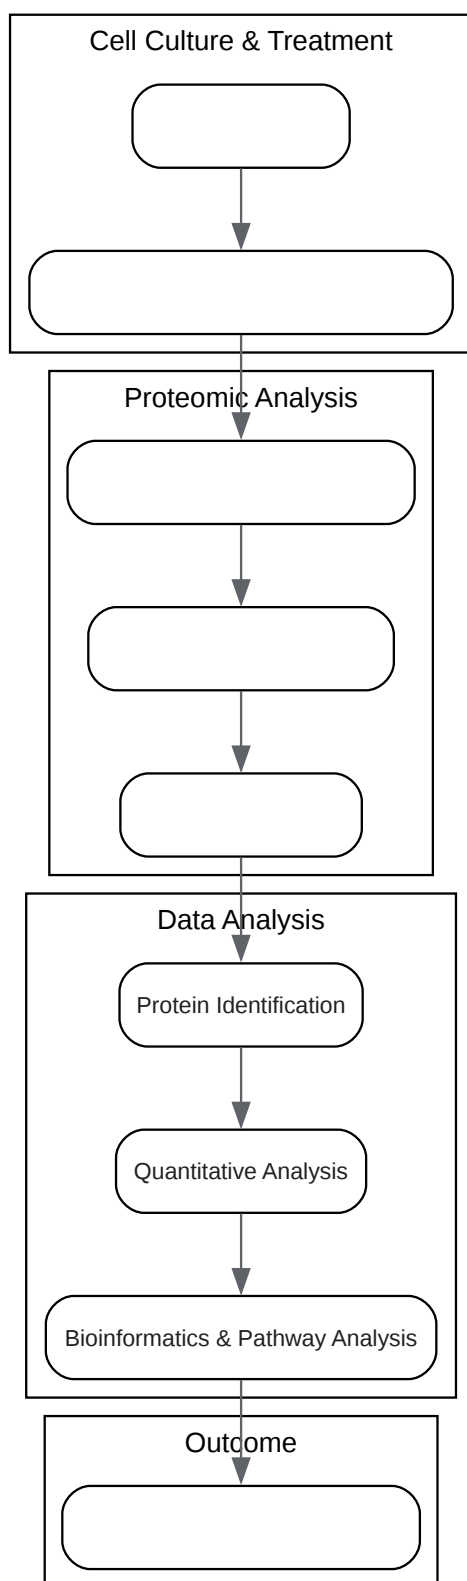 Cell Culture & Treatment
Proteomic Analysis
Data Analysis
Protein Identification
Quantitative Analysis
Bioinformatics & Pathway Analysis
Outcome